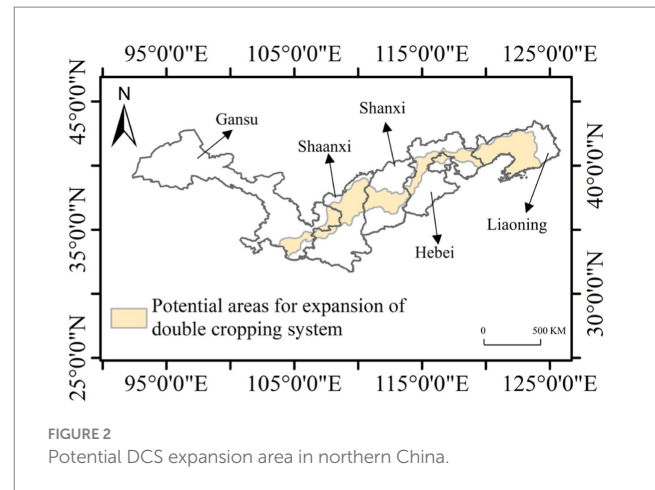 95°0'0"E 105°0'0"E 115°0'0"E 125°0'0"E
45°0'0"N
35°0'0"N
25°0'0"N
N
Gansu
Shaanxi
Shanxi
Hebei
Liaoning
40°0'0"N
30°0'0"N
Potential areas for expansion of
double cropping system
0 500 KM
95°0'0"E 105°0'0"E 115°0'0"E 125°0'0"E
FIGURE 2
Potential DCS expansion area in northern China.